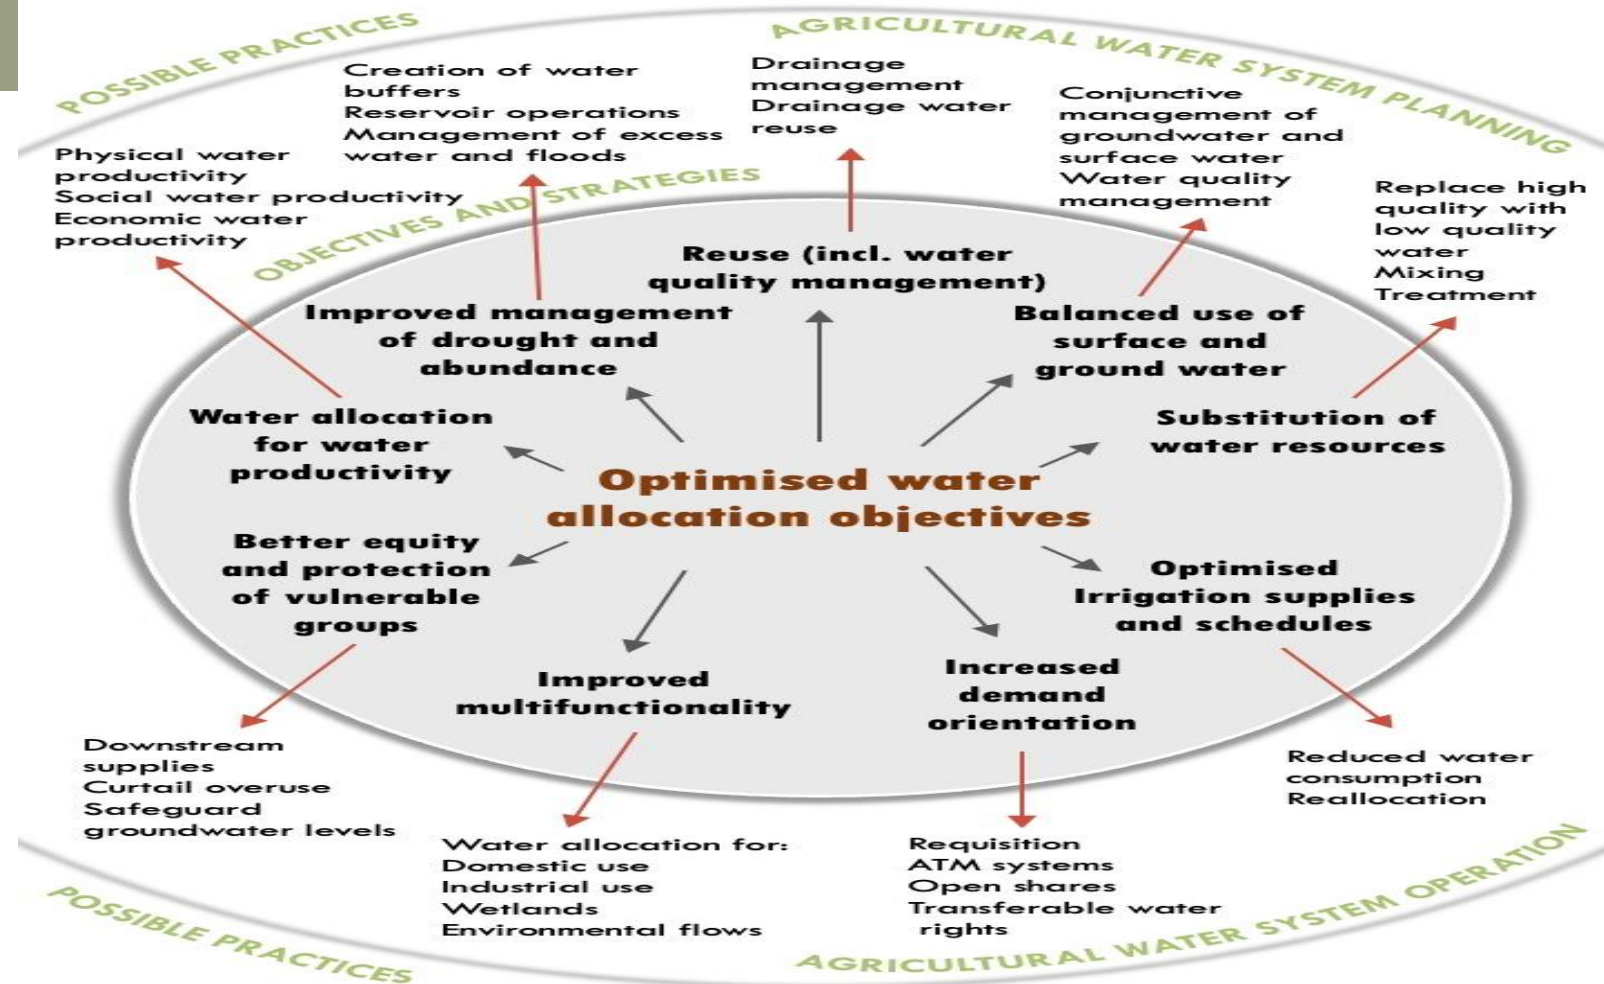 POSSIBLE PRACTICES
AGRICULTURAL WATER SYSTEM PLANNING
Physical water
productivity
Social water productivity
Economic water
productivity
Creation of water
buffers
Reservoir operations
Management of excess
water and floods
Drainage
management
Drainage water
reuse
Conjunctive
management of
groundwater and
surface water
Water quality
management
Replace high
quality with
low quality
water
Mixing
Treatment
OBJECTIVES AND STRATEGIES
Reuse (incl. water
quality management)
Improved management
of drought and
abundance
Balanced use of
surface and
ground water
Water allocation
for water
productivity
Substitution of
water resources
Optimised water
allocation objectives
Better equity
and protection
of vulnerable
groups
Optimised
Irrigation supplies
and schedules
Improved
multifunctionality
Increased
demand
orientation
Downstream
supplies
Curtail overuse
Safeguard
groundwater levels
Water allocation for:
Domestic use
Industrial use
Wetlands
Environmental flows
Requisition
ATM systems
Open shares
Transferable water
rights
Reduced water
consumption
Reallocation
POSSIBLE PRACTICES
AGRICULTURAL WATER SYSTEM OPERATION